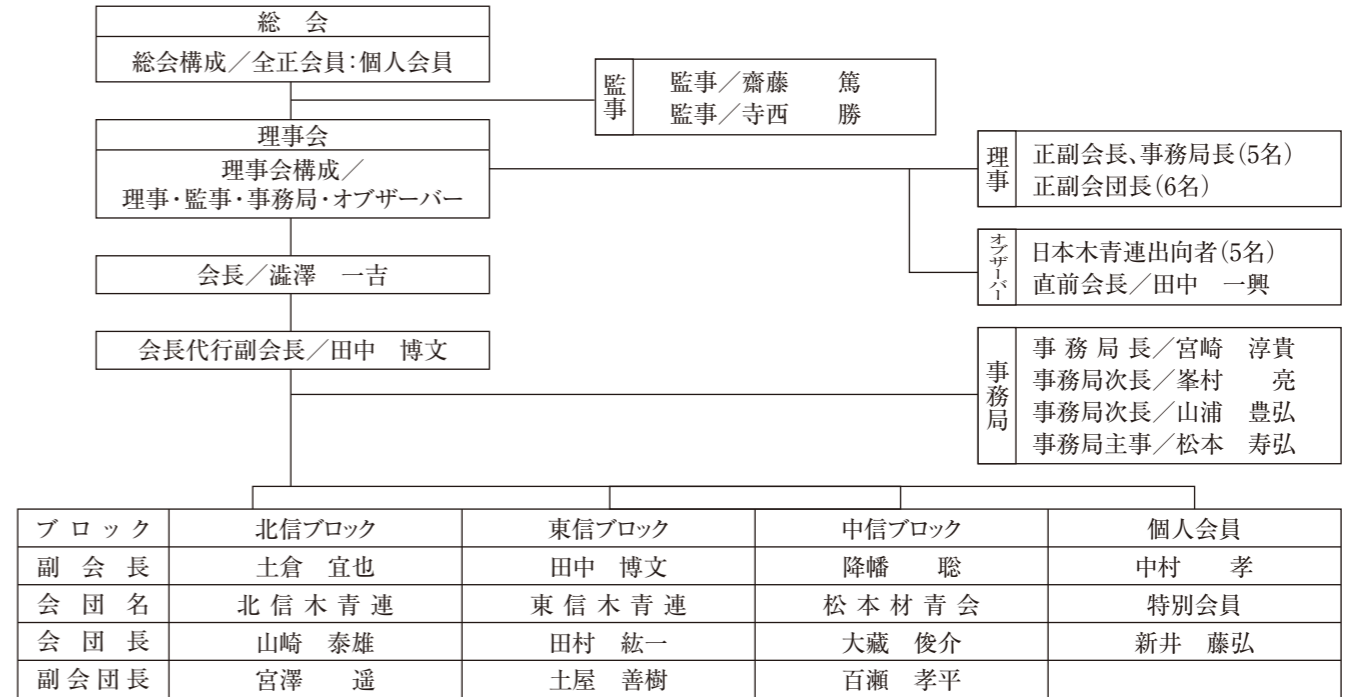 総　会
総会構成／全正会員：個人会員
監事
監事／齋藤　　篤
監事／寺西　　勝
理事会
理事会構成／
理事・監事・事務局・オブザーバー
理事
正副会長、事務局長（5名）
正副会団長（6名）
オブザーバー
日本木青連出向者（5名）
直前会長／田中　一興
会長／澁澤　一吉
会長代行副会長／田中　博文
事務局
事 務 局 長／宮崎　淳貴
事務局次長／峯村　　亮
事務局次長／山浦　豊弘
事務局主事／松本　寿弘
ブ ロ ッ ク　北信ブロック　東信ブロック　中信ブロック　個人会員
副　会　長　土倉　宜也　田中　博文　降幡　　聡　中村　　孝
会　団　名　北 信 木 青 連　東 信 木 青 連　松 本 材 青 会　特別会員
会　団　長　山崎　泰雄　田村　紘一　大藏　俊介　新井　藤弘
副 会 団 長　宮澤　　遥　土屋　善樹　百瀬　孝平